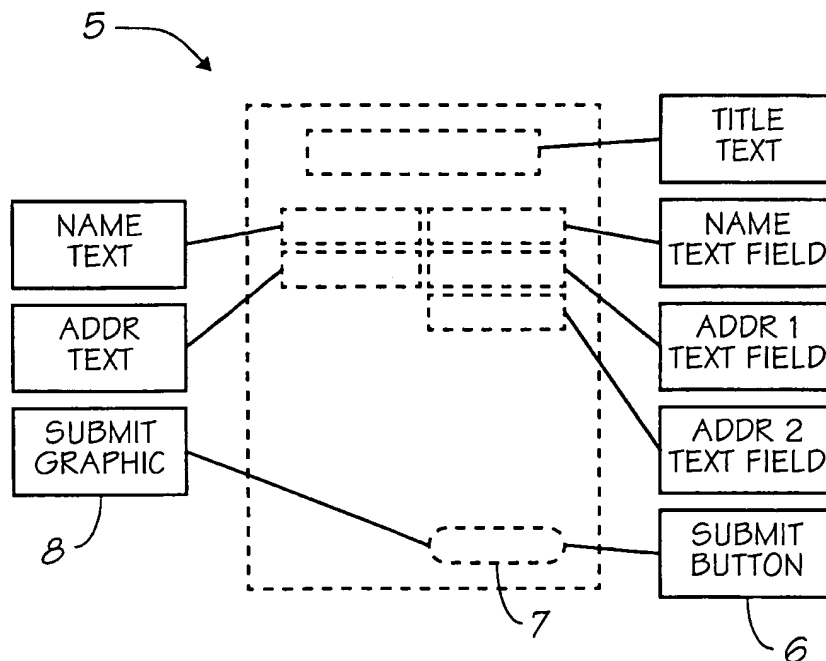 5
TITLE
TEXT
NAME
TEXT
NAME
TEXT FIELD
ADDR
TEXT
ADDR 1
TEXT FIELD
SUBMIT
GRAPHIC
ADDR 2
TEXT FIELD
8
SUBMIT
BUTTON
7
6